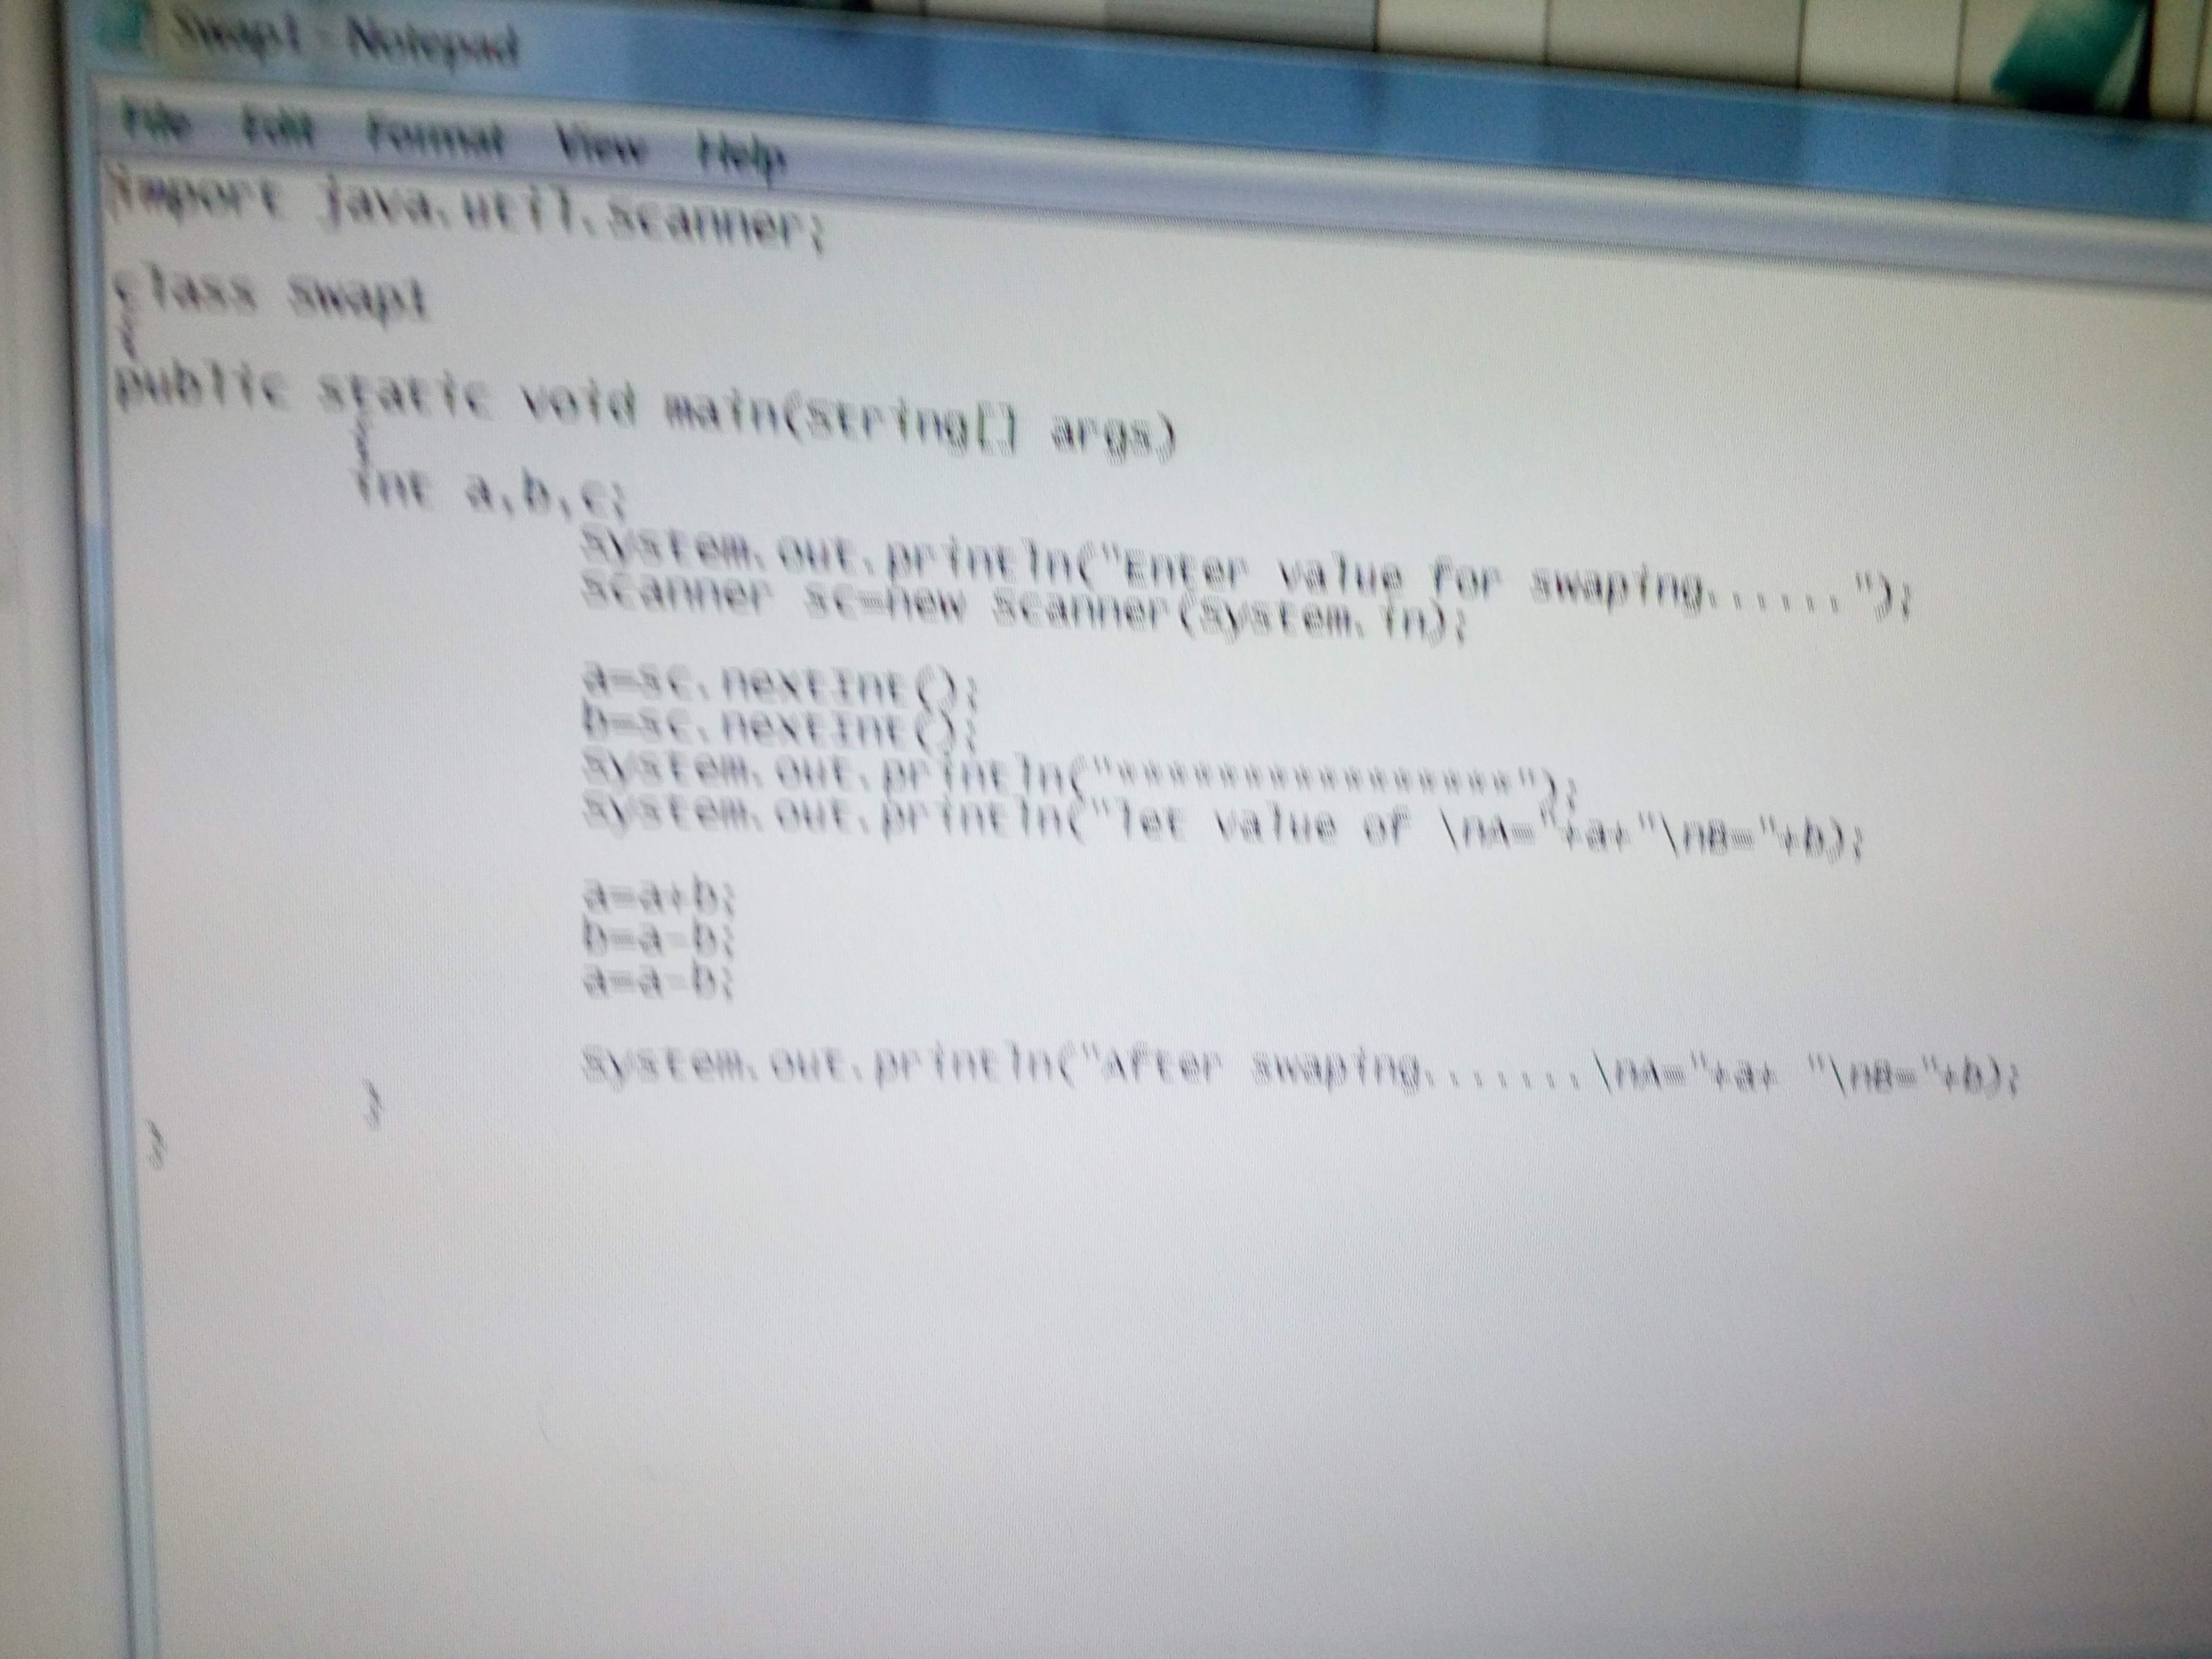 Swap1 - Notepad
File Edit Format View Help
import java.util.Scanner;
class Swap1
{
public static void main(String[] args)
{
int a,b,c;
System.out.println("Enter value for swaping......");
Scanner sc=new Scanner(System.in);
a=sc.nextInt();
b=sc.nextInt();
System.out.println("****************");
System.out.println("let value of \nA="+a+"\nB="+b);
a=a+b;
b=a-b;
a=a-b;
System.out.println("After swaping.......\nA="+a+ "\nB="+b);
}
}